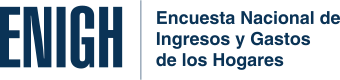 ENIGH
Encuesta Nacional de
Ingresos y Gastos
de los Hogares